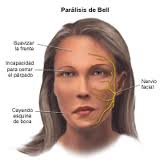 Parálisis de Bell
Suavizar
la frente
Incapacidad
para cerrar
el párpado
Nervio
facial
Cayendo
esquina
de boca